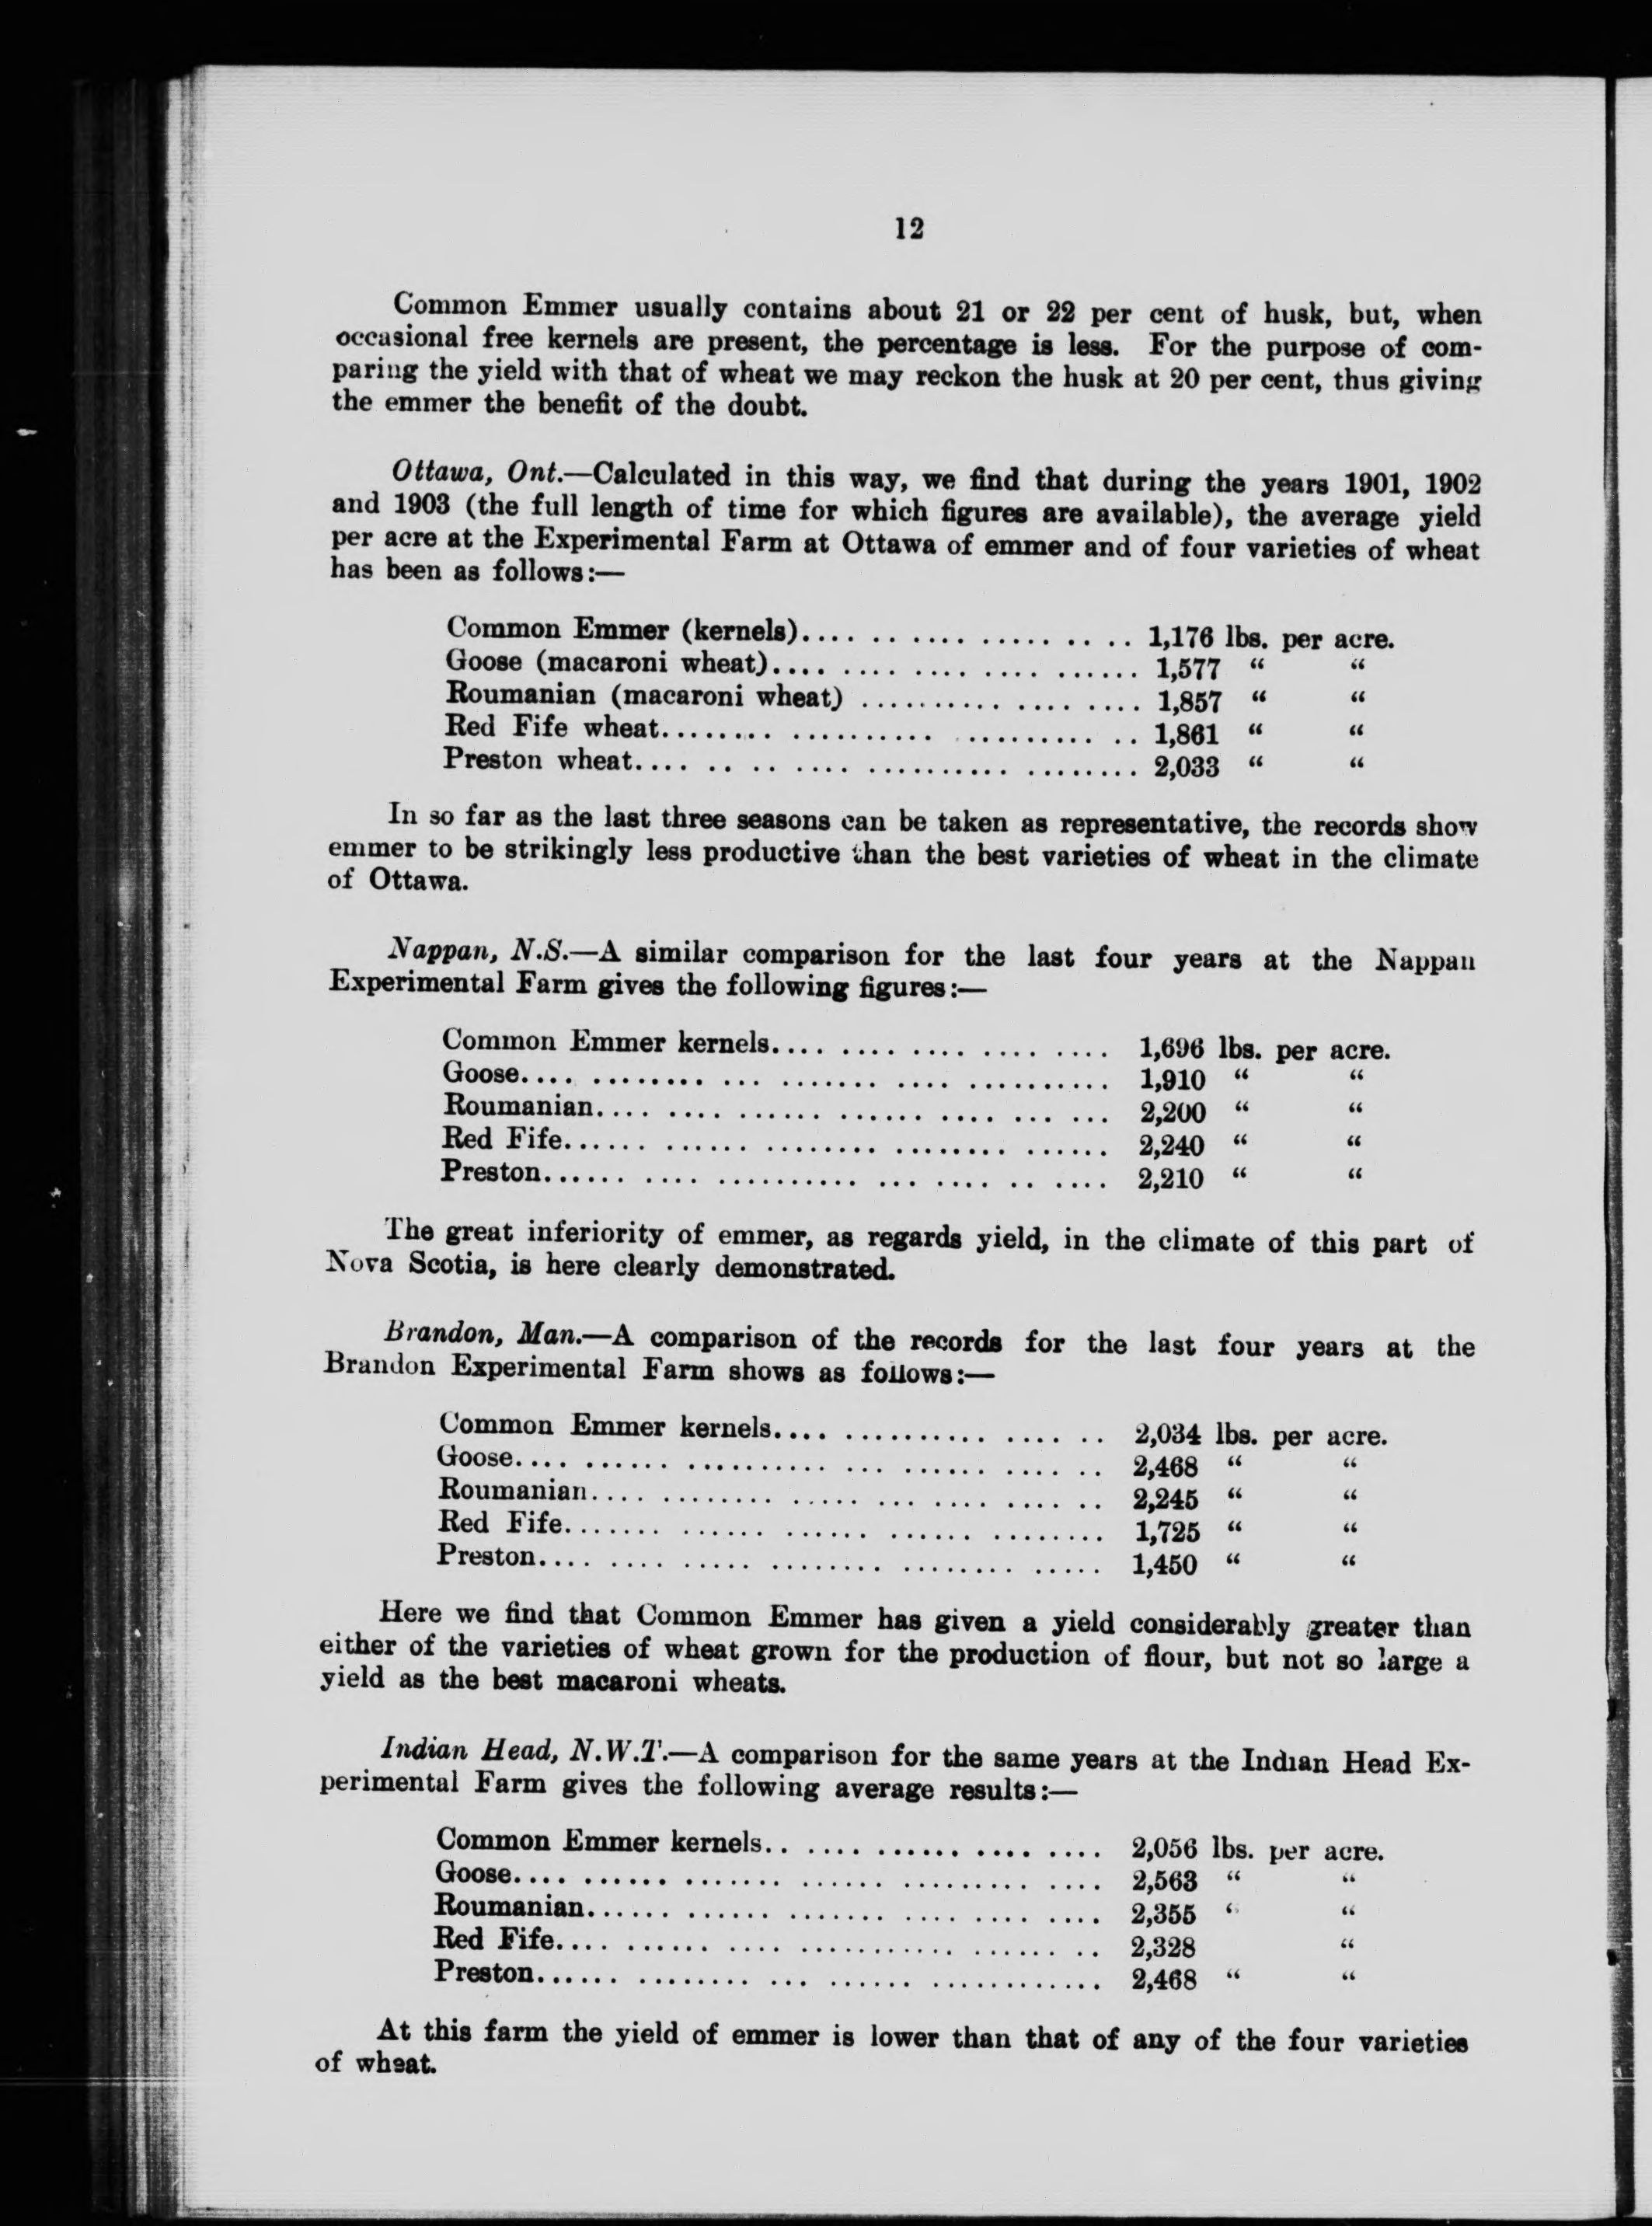 12
Common Emmer usually contains about 21 or 22 per cent of husk, but, when
occasional free kernels are present, the percentage is less. For the purpose of com-
paring the yield with that of wheat we may reckon the husk at 20 per cent, thus giving
the emmer the benefit of the doubt.
Ottawa, Ont.—Calculated in this way, we find that during the years 1901, 1902
and 1903 (the full length of time for which figures are available), the average yield
per acre at the Experimental Farm at Ottawa of emmer and of four varieties of wheat
has been as follows:—
Common Emmer (kernels).... .. .. .. .. .. .. .. 1,176 lbs. per acre.
Goose (macaroni wheat).... .. .. .. .. .. .. .. 1,577 " "
Roumanian (macaroni wheat) .. .. .. .. .. .. .. 1,857 " "
Red Fife wheat.... .. .. .. .. .. .. .. .. .. 1,861 " "
Preston wheat.... .. .. .. .. .. .. .. .. .. 2,033 " "
In so far as the last three seasons can be taken as representative, the records show
emmer to be strikingly less productive than the best varieties of wheat in the climate
of Ottawa.
Nappan, N.S.—A similar comparison for the last four years at the Nappan
Experimental Farm gives the following figures:—
Common Emmer kernels.... .. .. .. .. .. .. .. 1,696 lbs. per acre.
Goose.... .. .. .. .. .. .. .. .. .. .. .. 1,910 " "
Roumanian.... .. .. .. .. .. .. .. .. .. .. 2,200 " "
Red Fife.... .. .. .. .. .. .. .. .. .. .. 2,240 " "
Preston.... .. .. .. .. .. .. .. .. .. .. .. 2,210 " "
The great inferiority of emmer, as regards yield, in the climate of this part of
Nova Scotia, is here clearly demonstrated.
Brandon, Man.—A comparison of the records for the last four years at the
Brandon Experimental Farm shows as follows:—
Common Emmer kernels.... .. .. .. .. .. .. .. 2,034 lbs. per acre.
Goose.... .. .. .. .. .. .. .. .. .. .. .. 2,468 " "
Roumanian.... .. .. .. .. .. .. .. .. .. .. 2,245 " "
Red Fife.... .. .. .. .. .. .. .. .. .. .. 1,725 " "
Preston.... .. .. .. .. .. .. .. .. .. .. .. 1,450 " "
Here we find that Common Emmer has given a yield considerably greater than
either of the varieties of wheat grown for the production of flour, but not so large a
yield as the best macaroni wheats.
Indian Head, N.W.T.—A comparison for the same years at the Indian Head Ex-
perimental Farm gives the following average results:—
Common Emmer kernels.. .. .. .. .. .. .. .. .. 2,056 lbs. per acre.
Goose.... .. .. .. .. .. .. .. .. .. .. .. 2,563 " "
Roumanian.... .. .. .. .. .. .. .. .. .. .. 2,355 " "
Red Fife.... .. .. .. .. .. .. .. .. .. .. 2,328 "
Preston.... .. .. .. .. .. .. .. .. .. .. .. 2,468 " "
At this farm the yield of emmer is lower than that of any of the four varieties
of wheat.